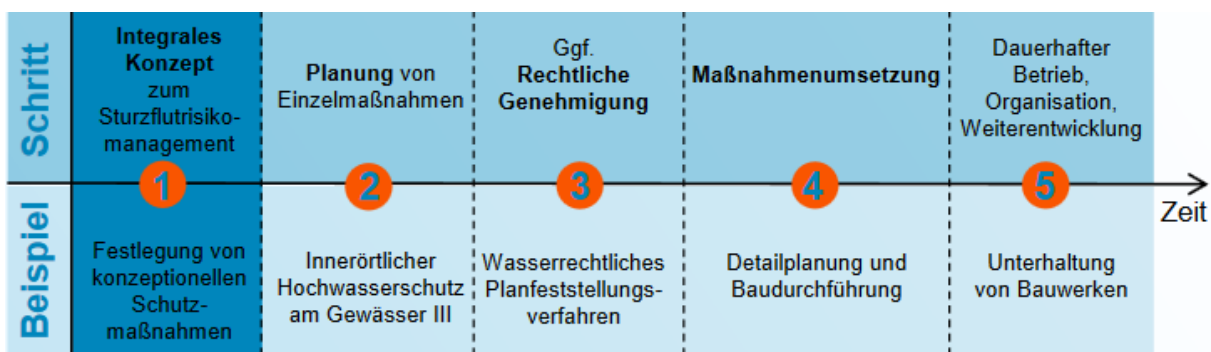 Schritt
Integrales
Konzept
zum
Sturzflutrisiko-
management
Planung von
Einzelmaßnahmen
Ggf.
Rechtliche
Genehmigung
Maßnahmenumsetzung
Dauerhafter
Betrieb,
Organisation,
Weiterentwicklung
1
2
3
4
5
Zeit
Beispiel
Festlegung von
konzeptionellen
Schutz-
maßnahmen
Innerörtlicher
Hochwasserschutz
am Gewässer III
Wasserrechtliches
Planfeststellungs-
verfahren
Detailplanung und
Baudurchführung
Unterhaltung
von Bauwerken